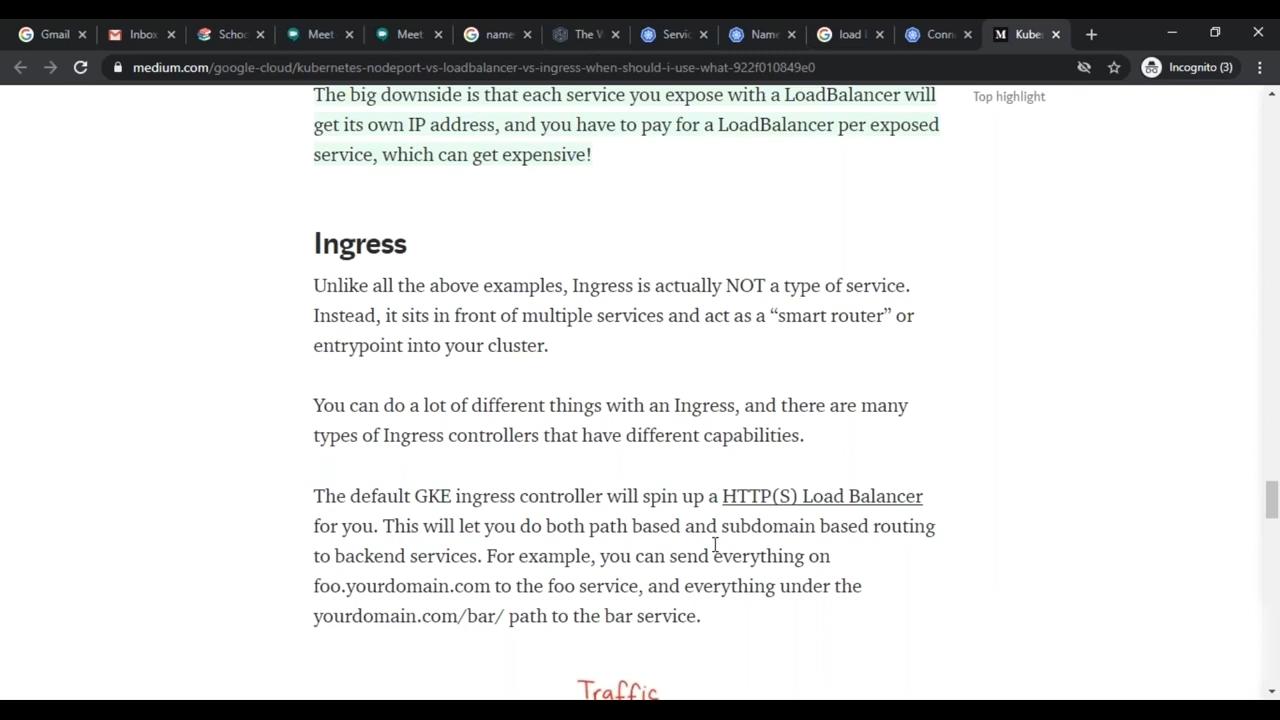 Gmail
Inbox
Schoo
Meet
Meet
name
The V
Servic
Name
load
Conn
Kube
medium.com/google-cloud/kubernetes-nodeport-vs-loadbalancer-vs-ingress-when-should-i-use-what-922f010849e0
Incognito (3)
The big downside is that each service you expose with a LoadBalancer will
get its own IP address, and you have to pay for a LoadBalancer per exposed
service, which can get expensive!
Top highlight
Ingress
Unlike all the above examples, Ingress is actually NOT a type of service.
Instead, it sits in front of multiple services and act as a “smart router” or
entrypoint into your cluster.
You can do a lot of different things with an Ingress, and there are many
types of Ingress controllers that have different capabilities.
The default GKE ingress controller will spin up a HTTP(S) Load Balancer
for you. This will let you do both path based and subdomain based routing
to backend services. For example, you can send everything on
foo.yourdomain.com to the foo service, and everything under the
yourdomain.com/bar/ path to the bar service.
Traffic